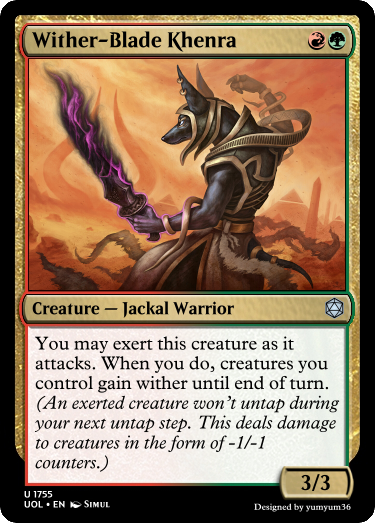 Wither-Blade Khenra
Creature — Jackal Warrior
You may exert this creature as it
attacks. When you do, creatures you
control gain wither until end of turn.
(An exerted creature won't untap during
your next untap step. This deals damage
to creatures in the form of -1/-1
counters.)
3/3
U 1755
UOL • EN Simul
Designed by yumyum36